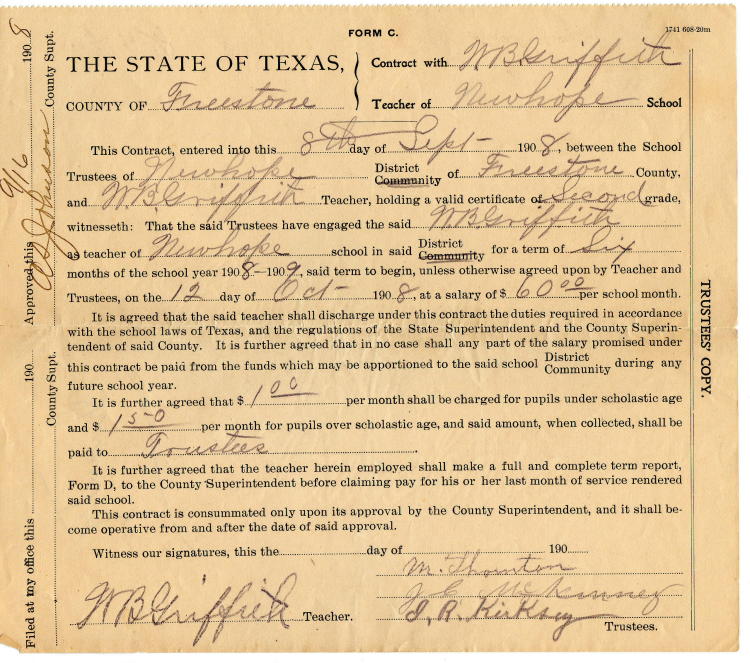 FORM C.
1741 608-20m
THE STATE OF TEXAS,
COUNTY OF Freestone
Contract with WB Griffith
Teacher of Newhope School
This Contract, entered into this 8th day of Sept 1908, between the School
Trustees of Newhope District Community of Freestone County,
and WB Griffith Teacher, holding a valid certificate of Second grade,
witnesseth: That the said Trustees have engaged the said WB Griffith
as teacher of Newhope school in said District Community for a term of Six
months of the school year 1908–1909, said term to begin, unless otherwise agreed upon by Teacher and
Trustees, on the 12 day of Oct 1908, at a salary of $ 60.00 per school month.
It is agreed that the said teacher shall discharge under this contract the duties required in accordance
with the school laws of Texas, and the regulations of the State Superintendent and the County Superin-
tendent of said County. It is further agreed that in no case shall any part of the salary promised under
this contract be paid from the funds which may be apportioned to the said school District Community during any
future school year.
It is further agreed that $ 1 00 per month shall be charged for pupils under scholastic age
and $ 1 50 per month for pupils over scholastic age, and said amount, when collected, shall be
paid to Trustees.
It is further agreed that the teacher herein employed shall make a full and complete term report,
Form D, to the County Superintendent before claiming pay for his or her last month of service rendered
said school.
This contract is consummated only upon its approval by the County Superintendent, and it shall be-
come operative from and after the date of said approval.
Witness our signatures, this the day of 190
M. Thornton
J E McKinney
J. R. Kirksey
WB Griffith Teacher.
Trustees.
TRUSTEES' COPY.
Approved this 9/16 1908
Johnson County Supt.
Filed at my office this 190
County Supt.